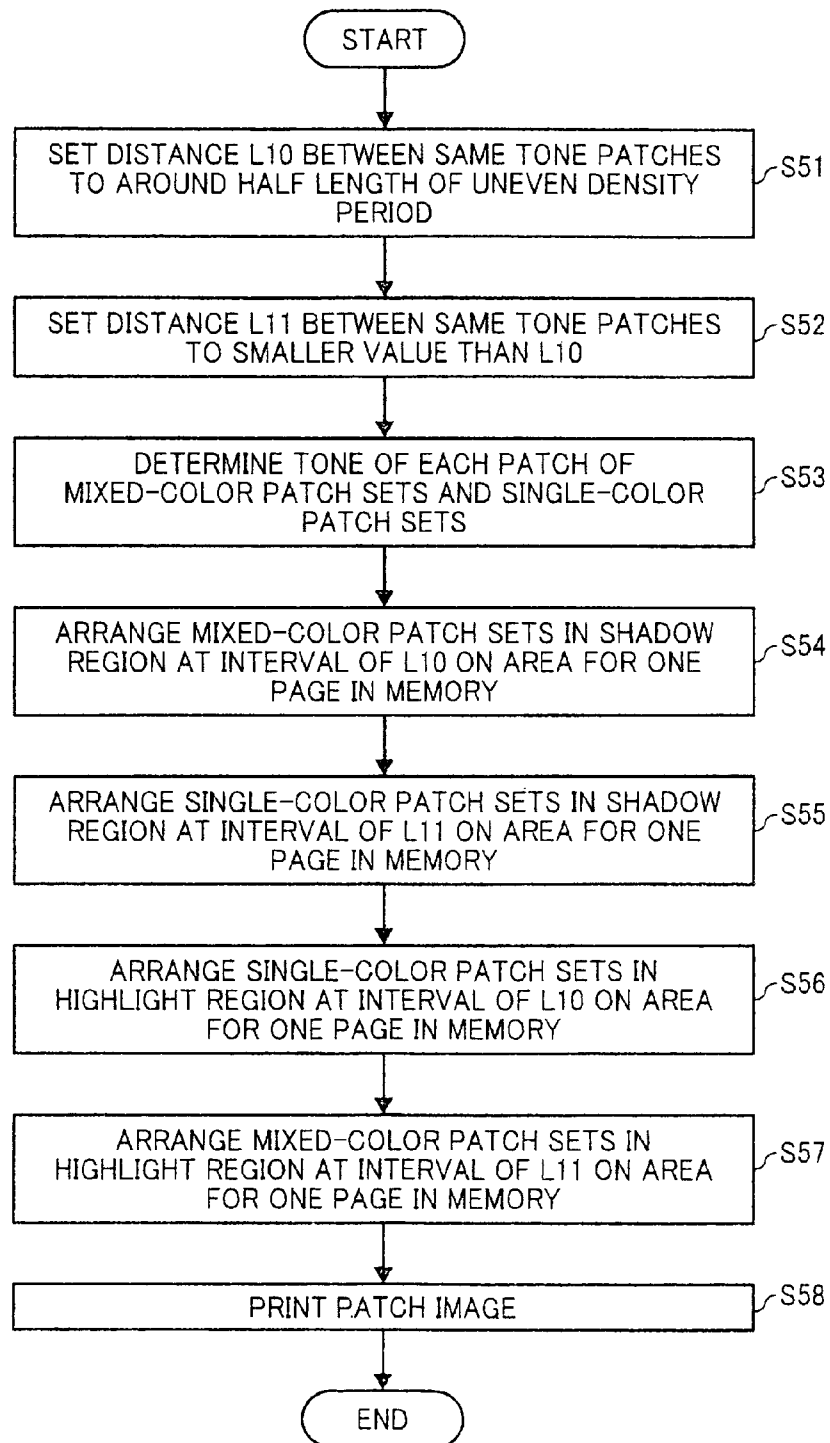 START
SET DISTANCE L10 BETWEEN SAME TONE PATCHES
TO AROUND HALF LENGTH OF UNEVEN DENSITY
PERIOD
S51
SET DISTANCE L11 BETWEEN SAME TONE PATCHES
TO SMALLER VALUE THAN L10
S52
DETERMINE TONE OF EACH PATCH OF
MIXED-COLOR PATCH SETS AND SINGLE-COLOR
PATCH SETS
S53
ARRANGE MIXED-COLOR PATCH SETS IN SHADOW
REGION AT INTERVAL OF L10 ON AREA FOR ONE
PAGE IN MEMORY
S54
ARRANGE SINGLE-COLOR PATCH SETS IN SHADOW
REGION AT INTERVAL OF L11 ON AREA FOR ONE
PAGE IN MEMORY
S55
ARRANGE SINGLE-COLOR PATCH SETS IN
HIGHLIGHT REGION AT INTERVAL OF L10 ON AREA
FOR ONE PAGE IN MEMORY
S56
ARRANGE MIXED-COLOR PATCH SETS IN
HIGHLIGHT REGION AT INTERVAL OF L11 ON AREA
FOR ONE PAGE IN MEMORY
S57
PRINT PATCH IMAGE
S58
END